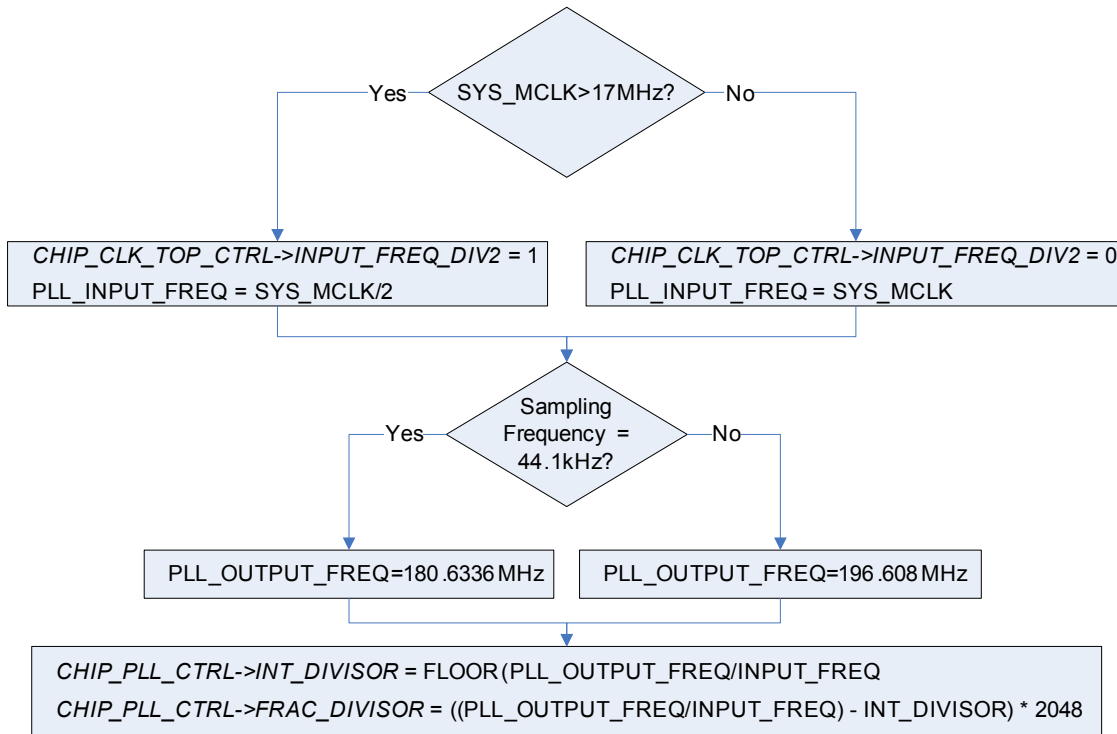 SYS_MCLK>17MHz?
Yes
No
CHIP_CLK_TOP_CTRL->INPUT_FREQ_DIV2 = 1
PLL_INPUT_FREQ = SYS_MCLK/2
CHIP_CLK_TOP_CTRL->INPUT_FREQ_DIV2 = 0
PLL_INPUT_FREQ = SYS_MCLK
Sampling
Frequency =
44.1kHz?
Yes
No
PLL_OUTPUT_FREQ=180.6336 MHz
PLL_OUTPUT_FREQ=196.608 MHz
CHIP_PLL_CTRL->INT_DIVISOR = FLOOR(PLL_OUTPUT_FREQ/INPUT_FREQ
CHIP_PLL_CTRL->FRAC_DIVISOR = ((PLL_OUTPUT_FREQ/INPUT_FREQ) - INT_DIVISOR) * 2048